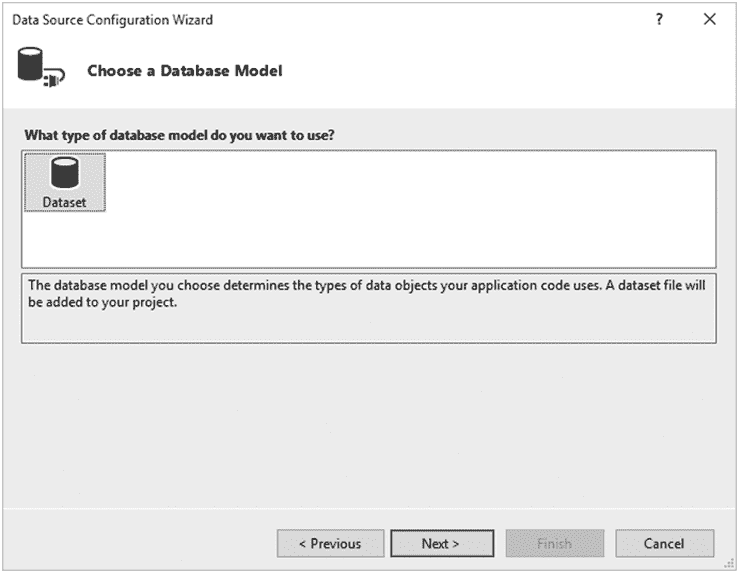 Data Source Configuration Wizard
?
Choose a Database Model
What type of database model do you want to use?
Dataset
The database model you choose determines the types of data objects your application code uses. A dataset file will
be added to your project.
< Previous
Next >
Finish
Cancel